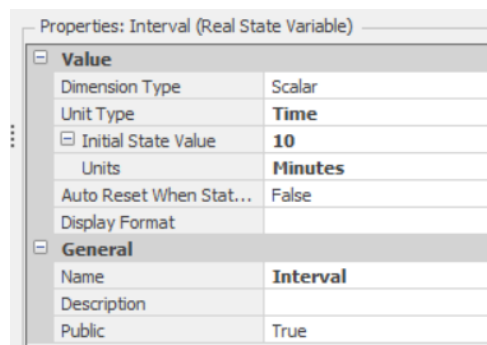 Properties: Interval (Real State Variable)
Value
Dimension Type Scalar
Unit Type Time
Initial State Value 10
Units Minutes
Auto Reset When Stat... False
Display Format
General
Name Interval
Description
Public True